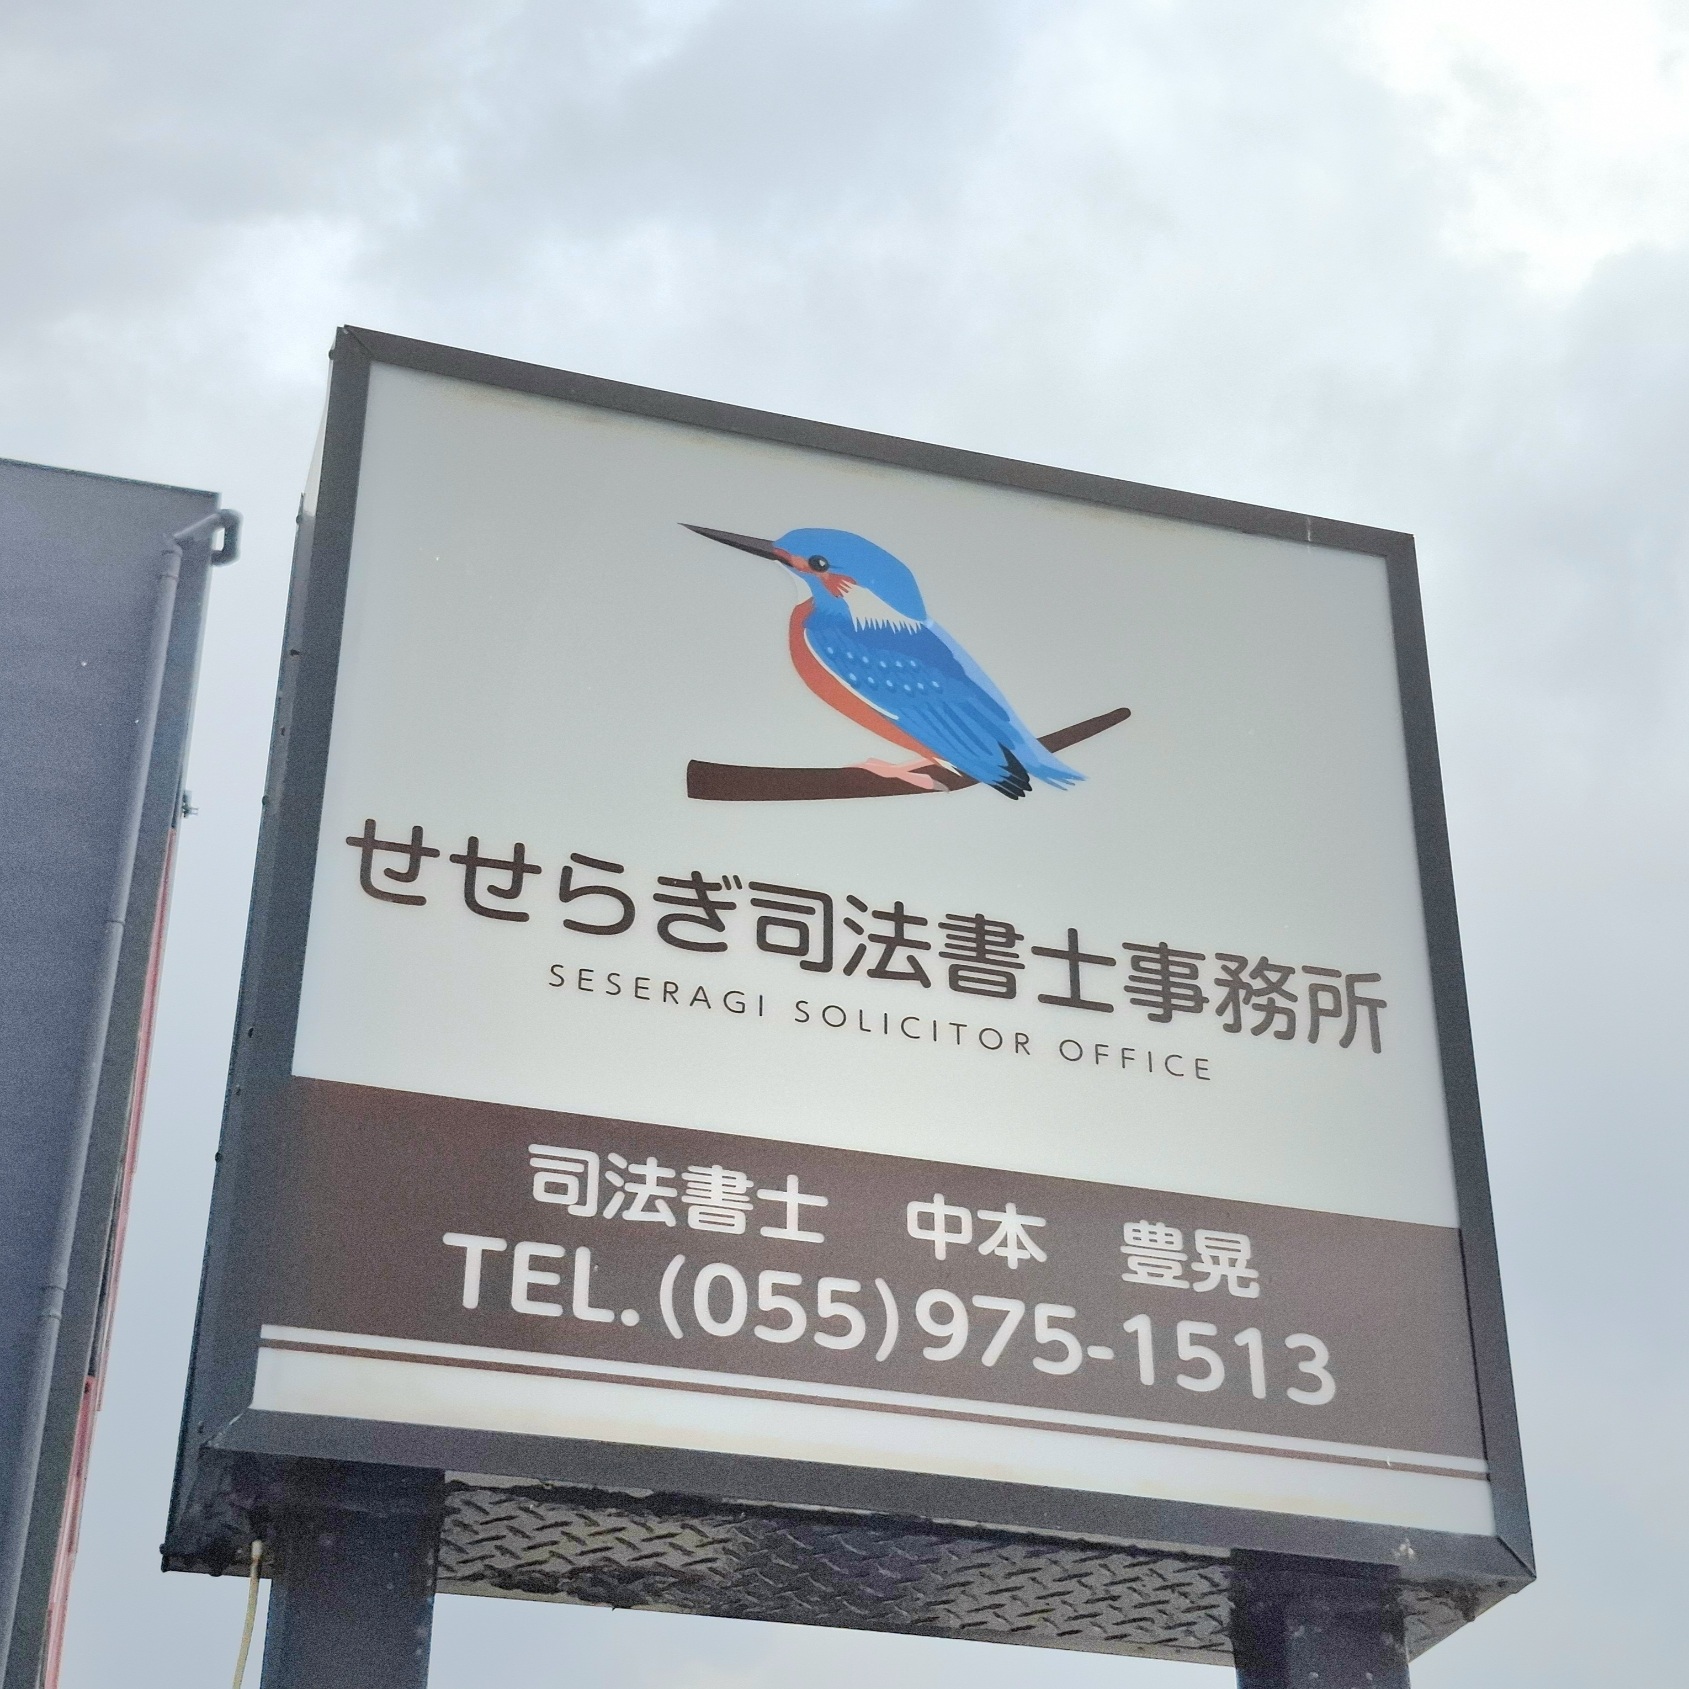 せせらぎ司法書士事務所
SESERAGI SOLICITOR OFFICE
司法書士　中本　豊晃
TEL.(055)975-1513